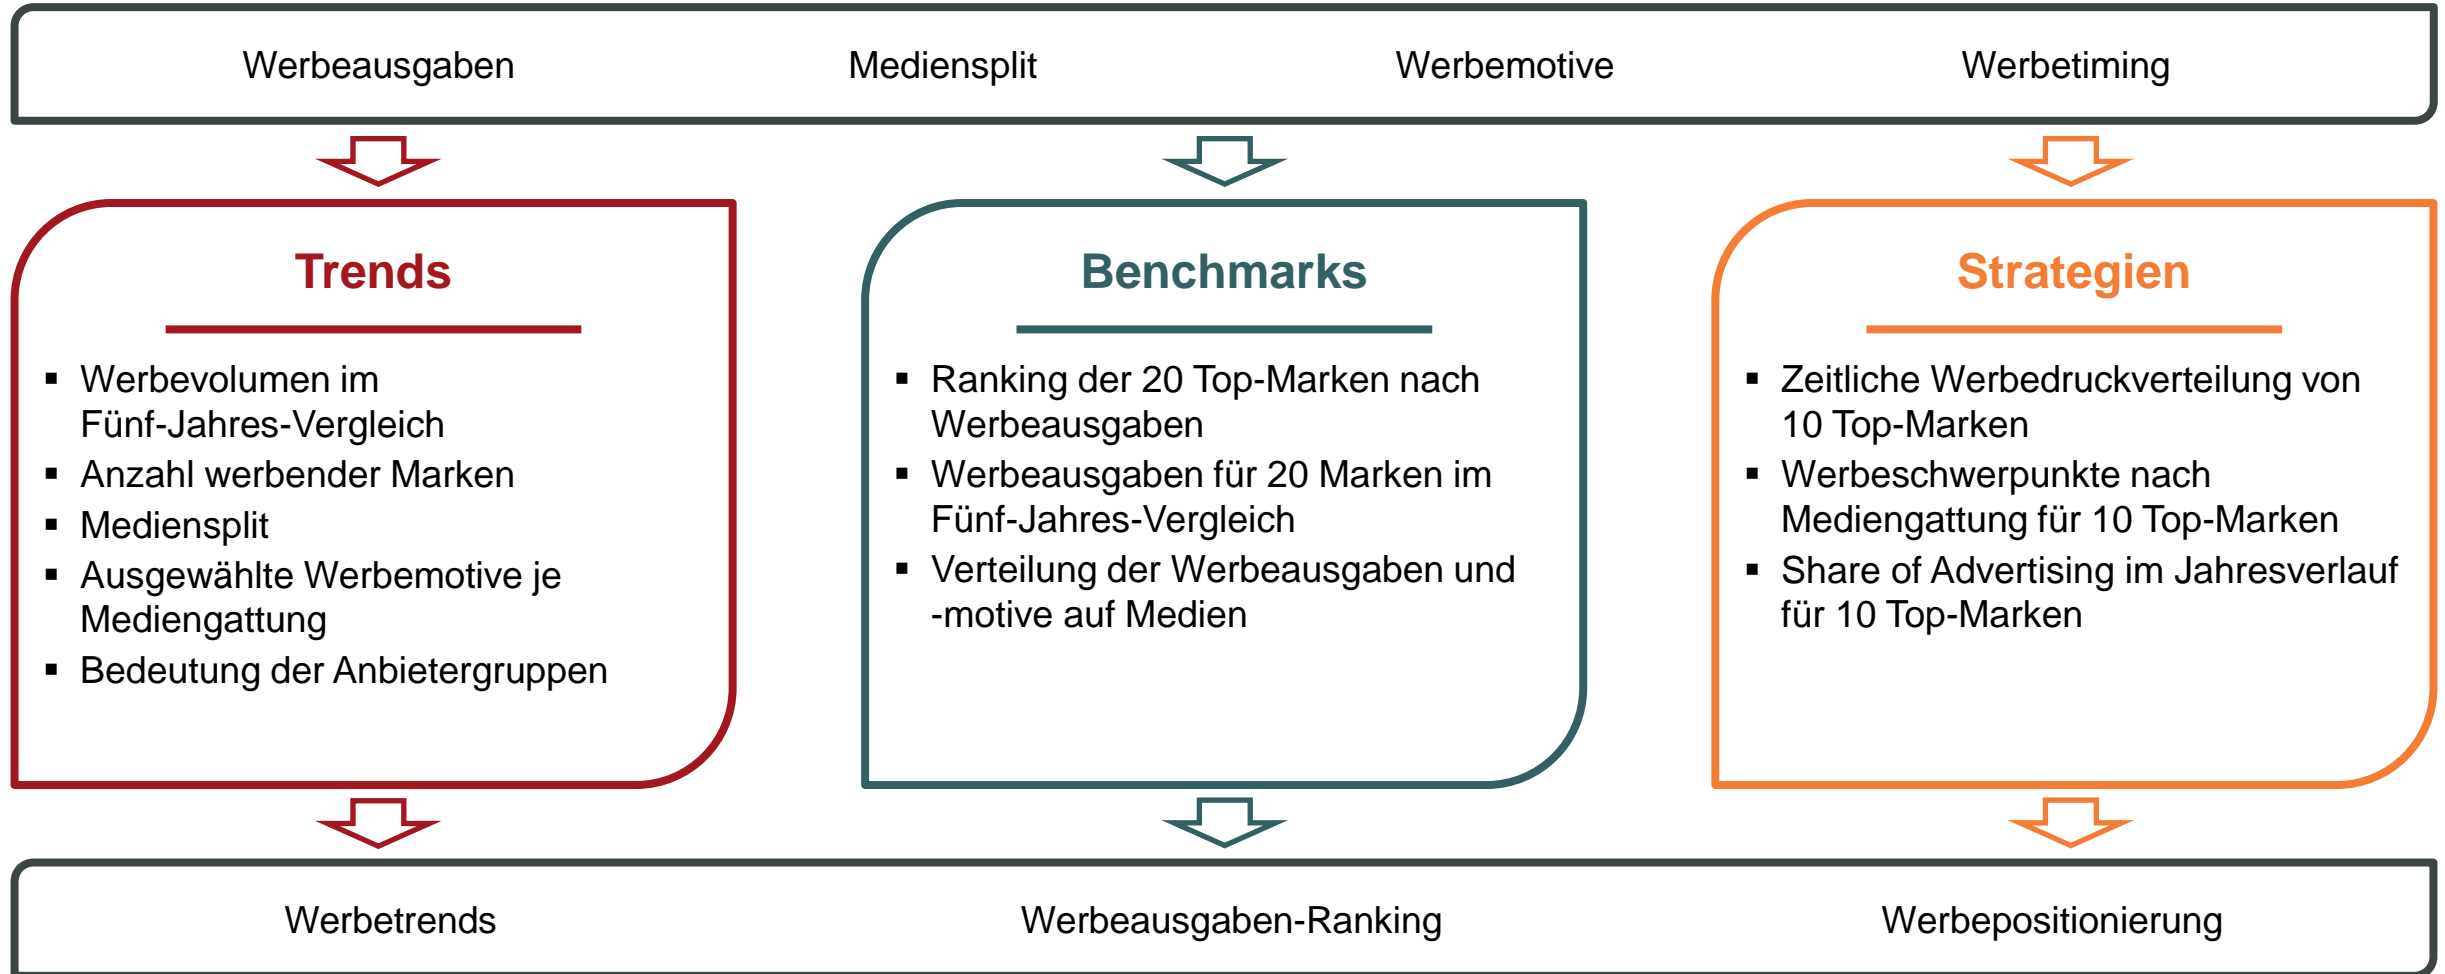 Werbeausgaben Mediensplit Werbemotive Werbetiming
Trends
▪ Werbevolumen im
Fünf-Jahres-Vergleich
▪ Anzahl werbender Marken
▪ Mediensplit
▪ Ausgewählte Werbemotive je
Mediengattung
▪ Bedeutung der Anbietergruppen
Benchmarks
▪ Ranking der 20 Top-Marken nach
Werbeausgaben
▪ Werbeausgaben für 20 Marken im
Fünf-Jahres-Vergleich
▪ Verteilung der Werbeausgaben und
-motive auf Medien
Strategien
▪ Zeitliche Werbedruckverteilung von
10 Top-Marken
▪ Werbeschwerpunkte nach
Mediengattung für 10 Top-Marken
▪ Share of Advertising im Jahresverlauf
für 10 Top-Marken
Werbetrends Werbeausgaben-Ranking Werbepositionierung